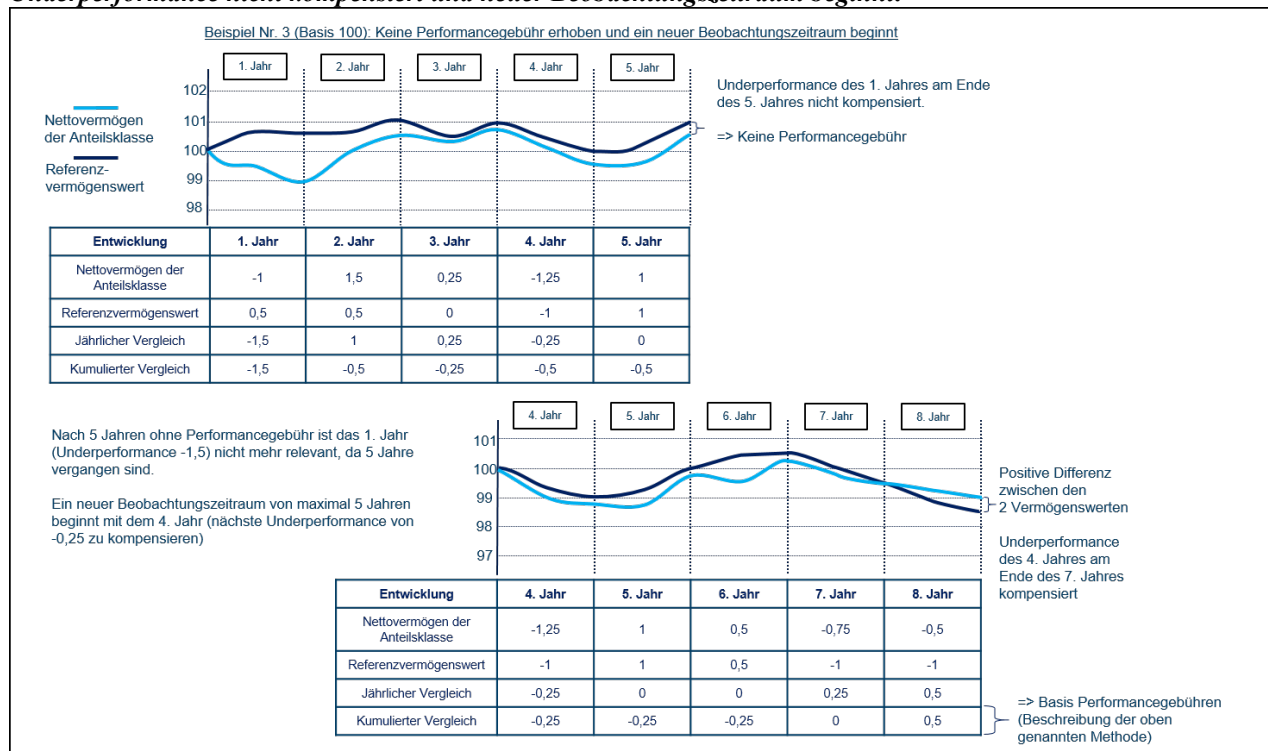 Underperformance nicht kompensiert und neuer Beobachtungszeitraum beginnt:
Beispiel Nr. 3 (Basis 100): Keine Performancegebühr erhoben und ein neuer Beobachtungszeitraum beginnt
1. Jahr 2. Jahr 3. Jahr 4. Jahr 5. Jahr
102
101
100
99
98
Nettovermögen
der Anteilsklasse
Referenz-
vermögenswert
Underperformance des 1. Jahres am Ende
des 5. Jahres nicht kompensiert.
=> Keine Performancegebühr
Entwicklung 1. Jahr 2. Jahr 3. Jahr 4. Jahr 5. Jahr
Nettovermögen der
Anteilsklasse -1 1,5 0,25 -1,25 1
Referenzvermögenswert 0,5 0,5 0 -1 1
Jährlicher Vergleich -1,5 1 0,25 -0,25 0
Kumulierter Vergleich -1,5 -0,5 -0,25 -0,5 -0,5
Nach 5 Jahren ohne Performancegebühr ist das 1. Jahr
(Underperformance -1,5) nicht mehr relevant, da 5 Jahre
vergangen sind.
Ein neuer Beobachtungszeitraum von maximal 5 Jahren
beginnt mit dem 4. Jahr (nächste Underperformance von
-0,25 zu kompensieren)
4. Jahr 5. Jahr 6. Jahr 7. Jahr 8. Jahr
101
100
99
98
97
Positive Differenz
zwischen den
2 Vermögenswerten
Underperformance
des 4. Jahres am
Ende des 7. Jahres
kompensiert
Entwicklung 4. Jahr 5. Jahr 6. Jahr 7. Jahr 8. Jahr
Nettovermögen der
Anteilsklasse -1,25 1 0,5 -0,75 -0,5
Referenzvermögenswert -1 1 0,5 -1 -1
Jährlicher Vergleich -0,25 0 0 0,25 0,5
Kumulierter Vergleich -0,25 -0,25 -0,25 0 0,5
=> Basis Performancegebühren
(Beschreibung der oben
genannten Methode)